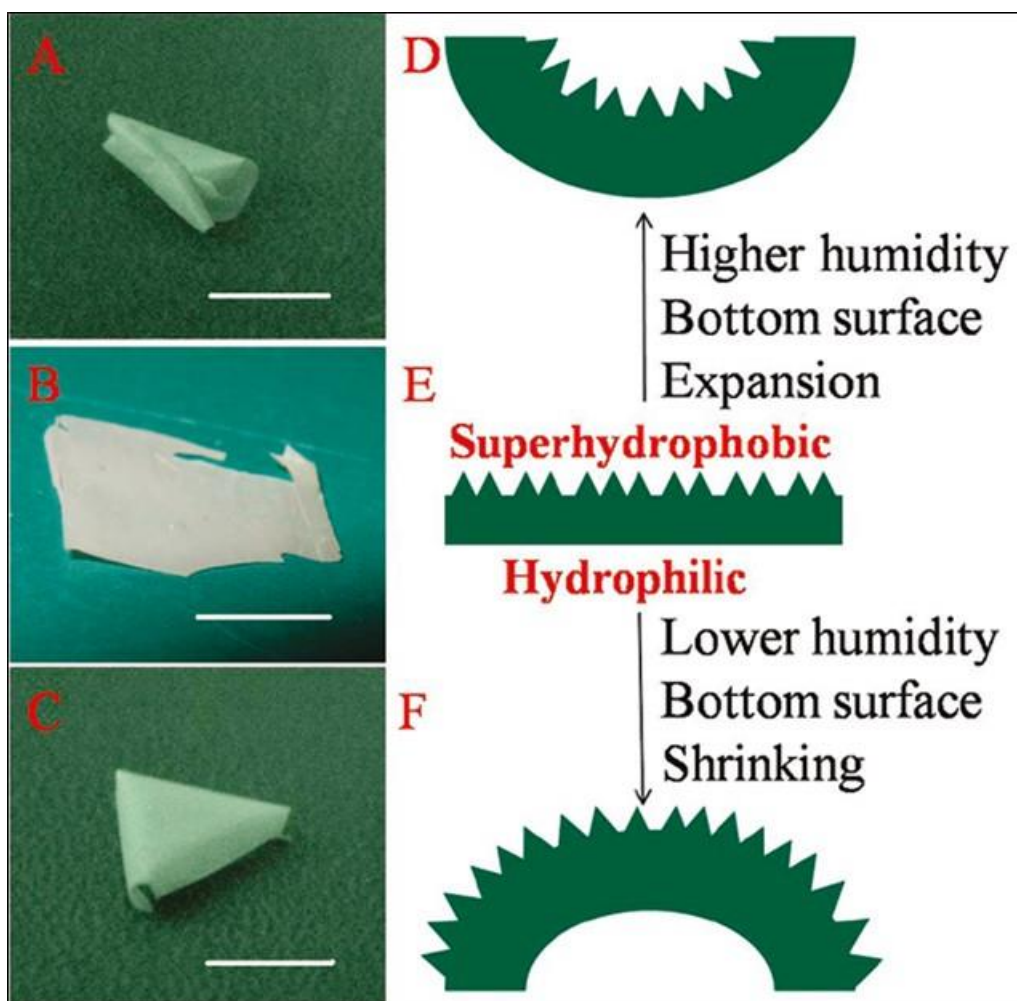 A
D
Higher humidity
Bottom surface
Expansion
B
E
Superhydrophobic
Hydrophilic
Lower humidity
Bottom surface
Shrinking
C
F